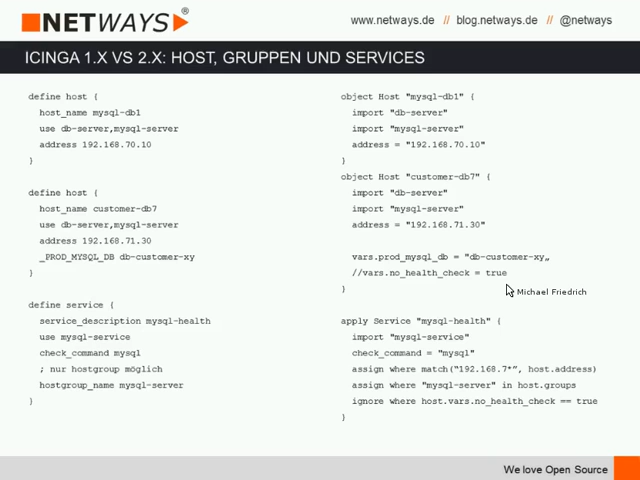 NETWAYS®
www.netways.de // blog.netways.de // @netways
ICINGA 1.X VS 2.X: HOST, GRUPPEN UND SERVICES
define host {
host_name mysql-db1
use db-server,mysql-server
address 192.168.70.10
}
define host {
host_name customer-db7
use db-server,mysql-server
address 192.168.71.30
_PROD_MYSQL_DB db-customer-xy
}
define service {
service_description mysql-health
use mysql-service
check_command mysql
; nur hostgroup möglich
hostgroup_name mysql-server
}
object Host "mysql-db1" {
import "db-server"
import "mysql-server"
address = "192.168.70.10"
}
object Host "customer-db7" {
import "db-server"
import "mysql-server"
address = "192.168.71.30"
vars.prod_mysql_db = "db-customer-xy„
//vars.no_health_check = true
}
Michael Friedrich
apply Service "mysql-health" {
import "mysql-service"
check_command = "mysql"
assign where match(“192.168.7*”, host.address)
assign where "mysql-server" in host.groups
ignore where host.vars.no_health_check == true
}
We love Open Source